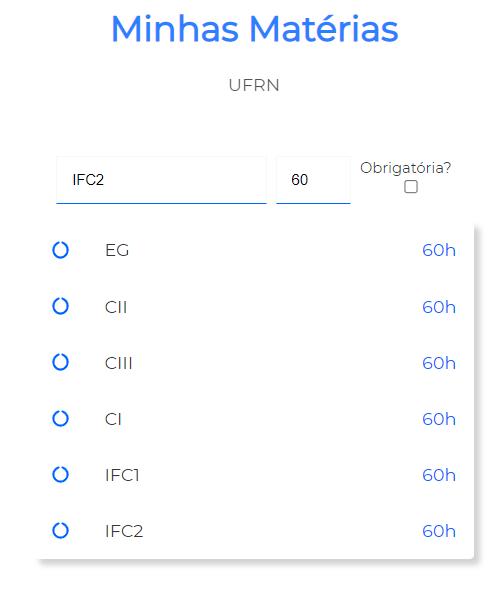 Minhas Matérias
UFRN
Obrigatória?
IFC2 60
EG 60h
CII 60h
CIII 60h
CI 60h
IFC1 60h
IFC2 60h